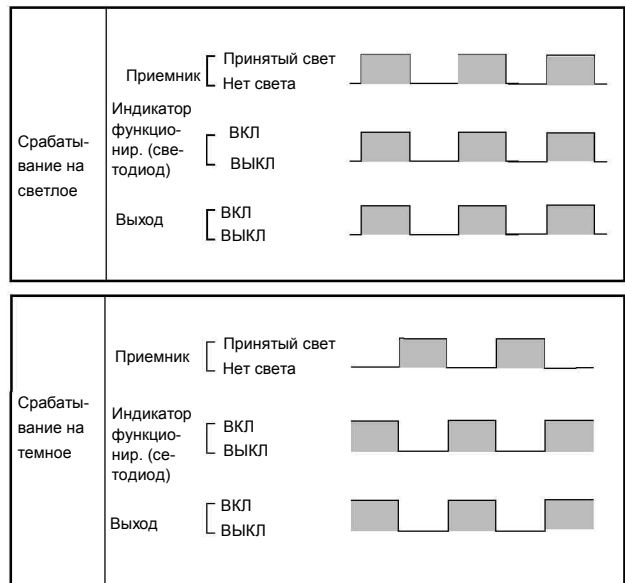 Срабаты-
вание на
светлое
Приемник
Принятый свет
Нет света
Индикатор
функцио-
нир. (све-
тодиод)
ВКЛ
ВЫКЛ
Выход
ВКЛ
ВЫКЛ
Срабаты-
вание на
темное
Приемник
Принятый свет
Нет света
Индикатор
функцио-
нир. (се-
тодиод)
ВКЛ
ВЫКЛ
Выход
ВКЛ
ВЫКЛ